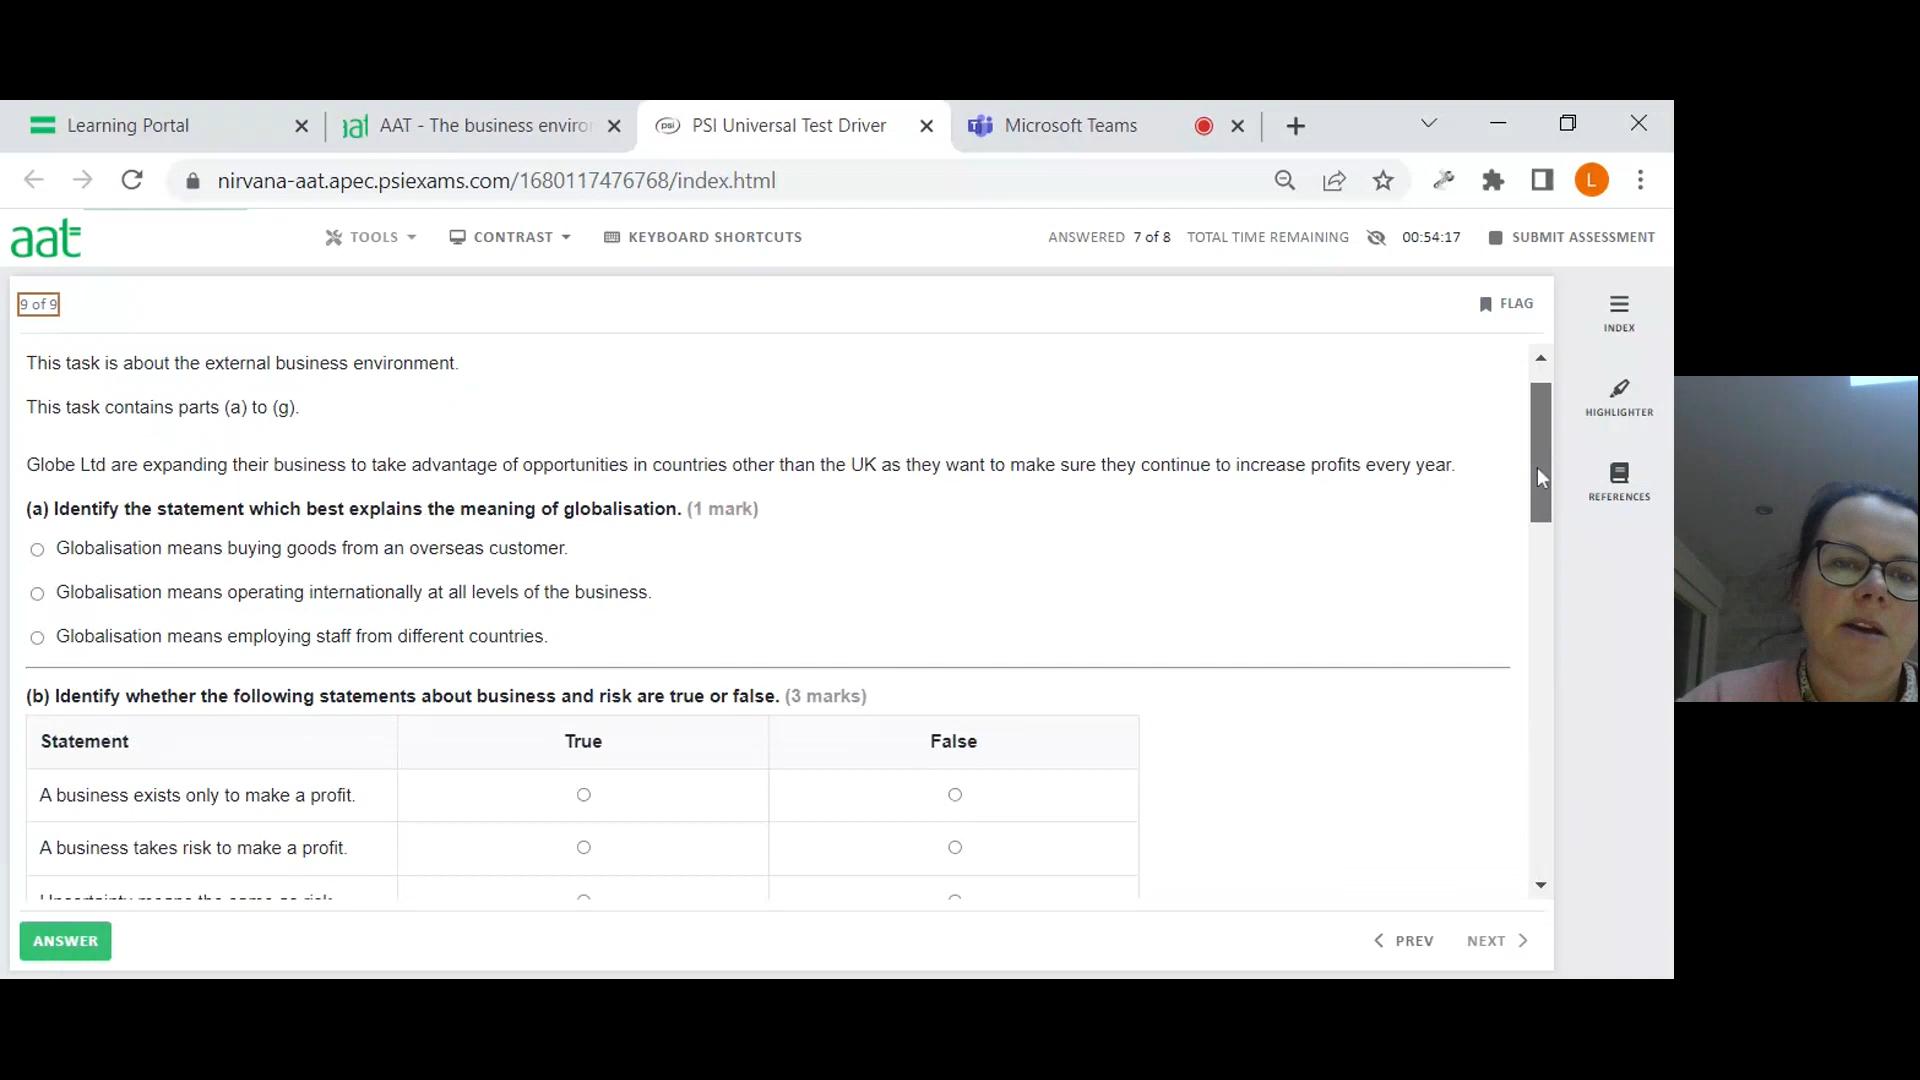 Learning Portal
AAT - The business enviro
psi PSI Universal Test Driver
Microsoft Teams
nirvana-aat.apec.psiexams.com/1680117476768/index.html
L
aat
TOOLS
CONTRAST
KEYBOARD SHORTCUTS
ANSWERED 7 of 8
TOTAL TIME REMAINING 00:54:17
SUBMIT ASSESSMENT
9 of 9
FLAG
INDEX
HIGHLIGHTER
REFERENCES
This task is about the external business environment.
This task contains parts (a) to (g).
Globe Ltd are expanding their business to take advantage of opportunities in countries other than the UK as they want to make sure they continue to increase profits every year.
(a) Identify the statement which best explains the meaning of globalisation. (1 mark)
Globalisation means buying goods from an overseas customer.
Globalisation means operating internationally at all levels of the business.
Globalisation means employing staff from different countries.
(b) Identify whether the following statements about business and risk are true or false. (3 marks)
Statement True False
A business exists only to make a profit.
A business takes risk to make a profit.
Uncertainty means the same as risk
ANSWER
PREV
NEXT